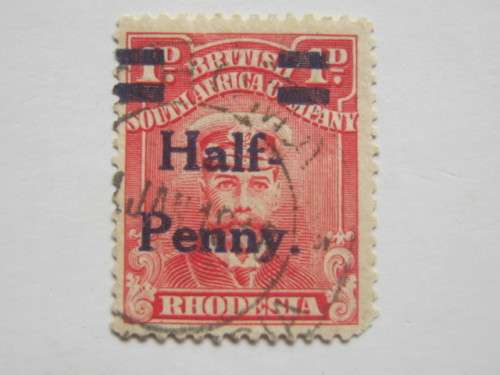 1D. BRITISH 1D.
SOUTH AFRICA COMPANY
Half-
Penny.
RHODESIA